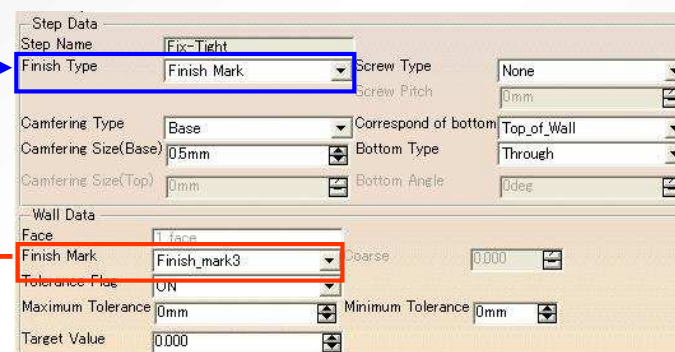 Step Data
Step Name Fix-Tight
Finish Type Finish Mark Screw Type None
Screw Pitch 0mm
Camfering Type Base Correspond of bottom Top_of_Wall
Camfering Size(Base) 0.5mm Bottom Type Through
Camfering Size(Top) 0mm Bottom Angle 0deg
Wall Data
Face 1 face
Finish Mark Finish_mark3 Coarse 0.000
Tolerance Flag ON
Maximum Tolerance 0mm Minimum Tolerance 0mm
Target Value 0.000